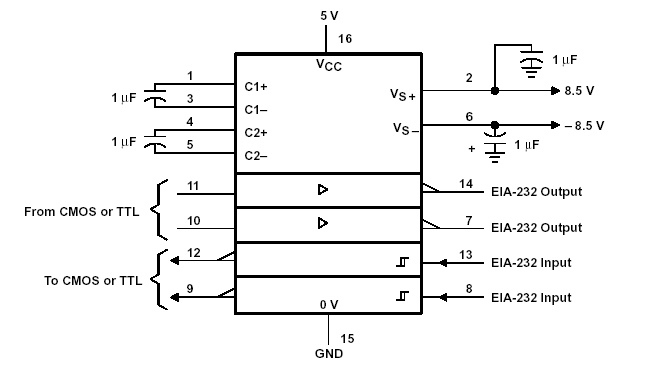 5 V
16
VCC
1 µF
1
C1+
3
C1–
1 µF
4
C2+
5
C2–
VS+
2
1 µF
8.5 V
VS–
6
– 8.5 V
+
1 µF
From CMOS or TTL
11
14
EIA-232 Output
10
7
EIA-232 Output
To CMOS or TTL
12
13
EIA-232 Input
9
8
EIA-232 Input
0 V
15
GND